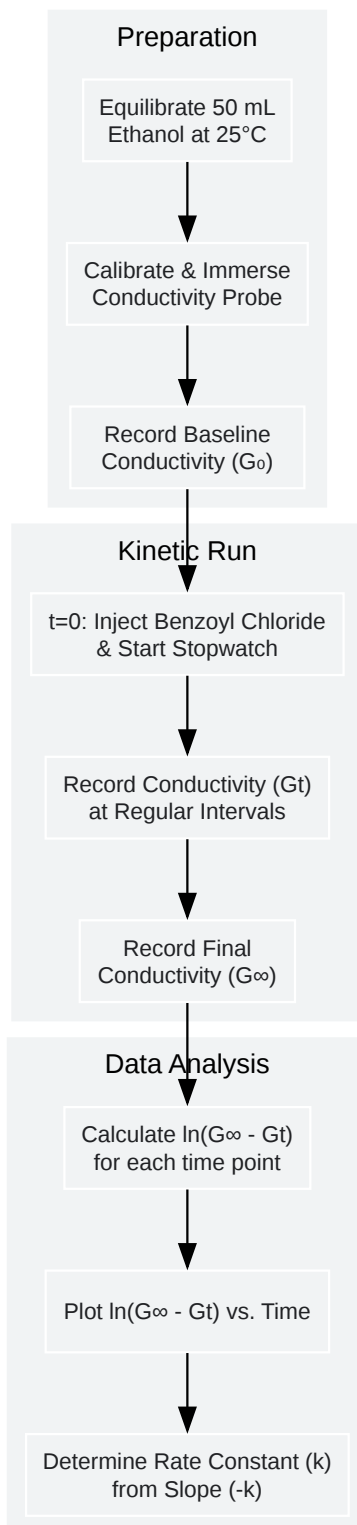 Preparation
Equilibrate 50 mL
Ethanol at 25°C
Calibrate & Immerse
Conductivity Probe
Record Baseline
Conductivity (G₀)
Kinetic Run
t=0: Inject Benzoyl Chloride
& Start Stopwatch
Record Conductivity (Gt)
at Regular Intervals
Record Final
Conductivity (G∞)
Data Analysis
Calculate ln(G∞ - Gt)
for each time point
Plot ln(G∞ - Gt) vs. Time
Determine Rate Constant (k)
from Slope (-k)